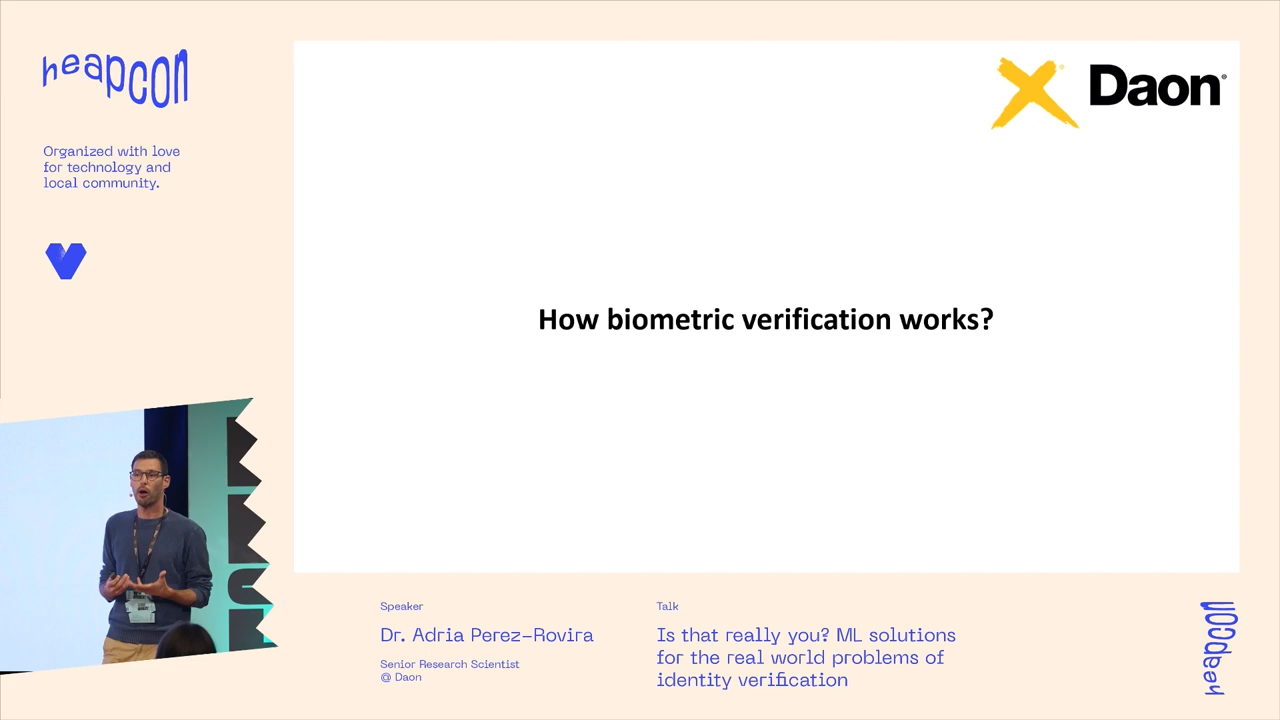 heapcon
Organized with love
for technology and
local community.
Daon
How biometric verification works?
Speaker
Dr. Adria Perez-Rovira
Senior Research Scientist
@ Daon
Talk
Is that really you? ML solutions
for the real world problems of
identity verification
heapcon